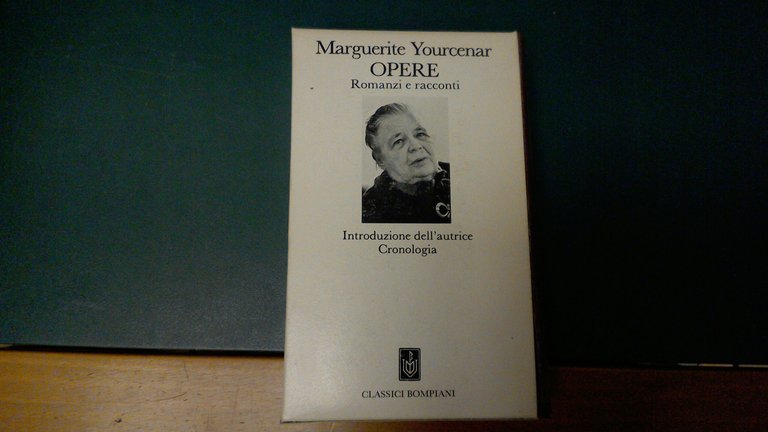 Marguerite Yourcenar
OPERE
Romanzi e racconti
Introduzione dell'autrice
Cronologia
CLASSICI BOMPIANI